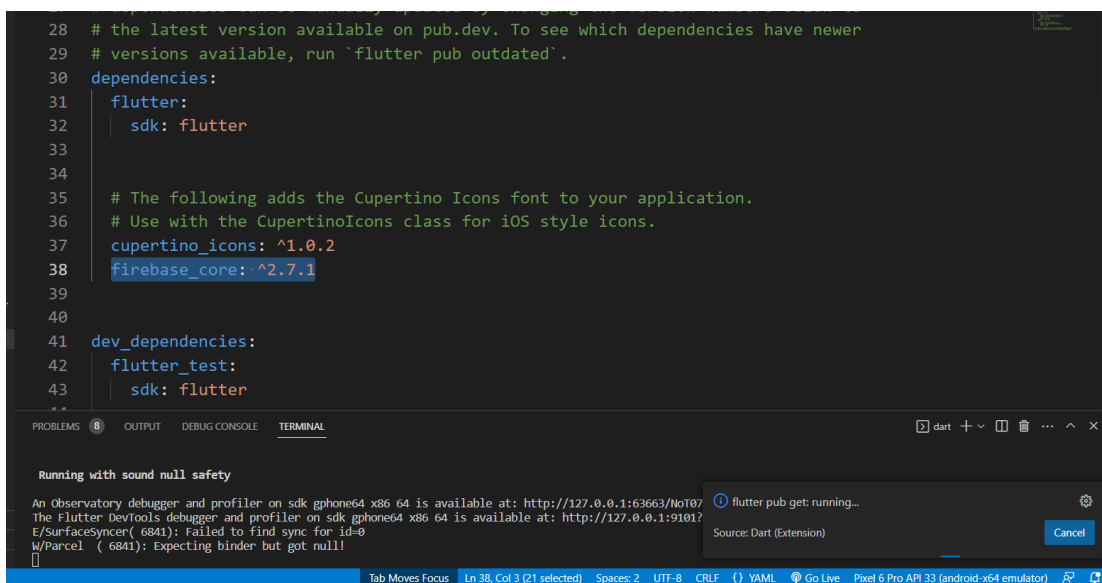 28 # the latest version available on pub.dev. To see which dependencies have newer
29 # versions available, run `flutter pub outdated`.
30 dependencies:
31 flutter:
32 sdk: flutter
33
34
35 # The following adds the Cupertino Icons font to your application.
36 # Use with the CupertinoIcons class for iOS style icons.
37 cupertino_icons: ^1.0.2
38 firebase_core: ^2.7.1
39
40
41 dev_dependencies:
42 flutter_test:
43 sdk: flutter
PROBLEMS 8 OUTPUT DEBUG CONSOLE TERMINAL dart
Running with sound null safety
An Observatory debugger and profiler on sdk gphone64 x86 64 is available at: http://127.0.0.1:63663/NoT07
The Flutter DevTools debugger and profiler on sdk gphone64 x86 64 is available at: http://127.0.0.1:9101?
E/SurfaceSyncer( 6841): Failed to find sync for id=0
W/Parcel  ( 6841): Expecting binder but got null!
flutter pub get: running...
Source: Dart (Extension) Cancel
Tab Moves Focus Ln 38, Col 3 (21 selected) Spaces: 2 UTF-8 CRLF {} YAML Go Live Pixel 6 Pro API 33 (android-x64 emulator)